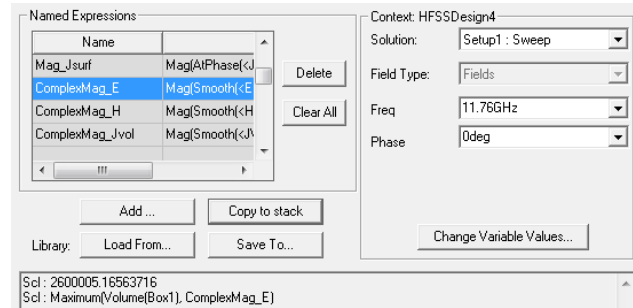 Named Expressions
Name
Mag_Jsurf Mag(AtPhase(<J
ComplexMag_E Mag(Smooth(<E
ComplexMag_H Mag(Smooth(<H
ComplexMag_Jvol Mag(Smooth(<J\
Delete
Clear All
Add ... Copy to stack
Library: Load From... Save To...
Context: HFSSDesign4
Solution: Setup1 : Sweep
Field Type: Fields
Freq 11.76GHz
Phase 0deg
Change Variable Values...
Scl : 2600005.16563716
Scl : Maximum(Volume(Box1), ComplexMag_E)